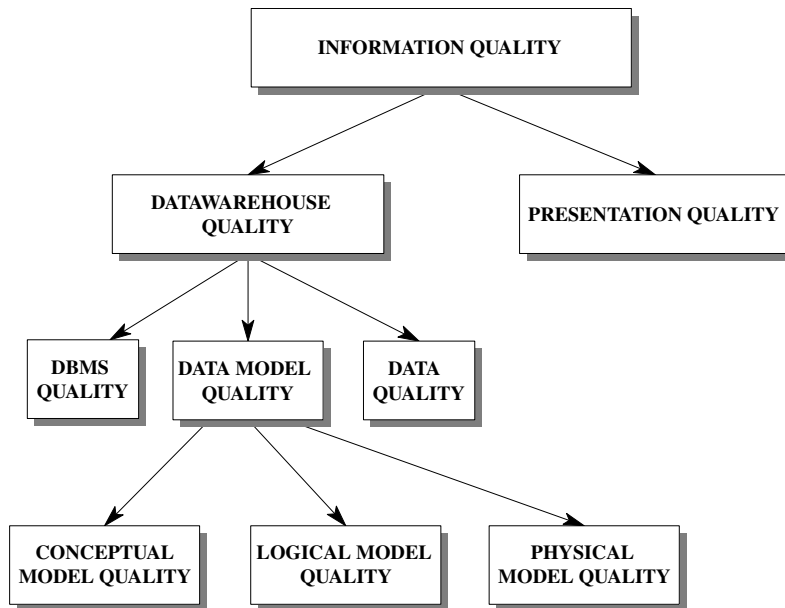 INFORMATION QUALITY
DATAWAREHOUSE
QUALITY
PRESENTATION QUALITY
DBMS
QUALITY
DATA MODEL
QUALITY
DATA
QUALITY
CONCEPTUAL
MODEL QUALITY
LOGICAL MODEL
QUALITY
PHYSICAL
MODEL QUALITY